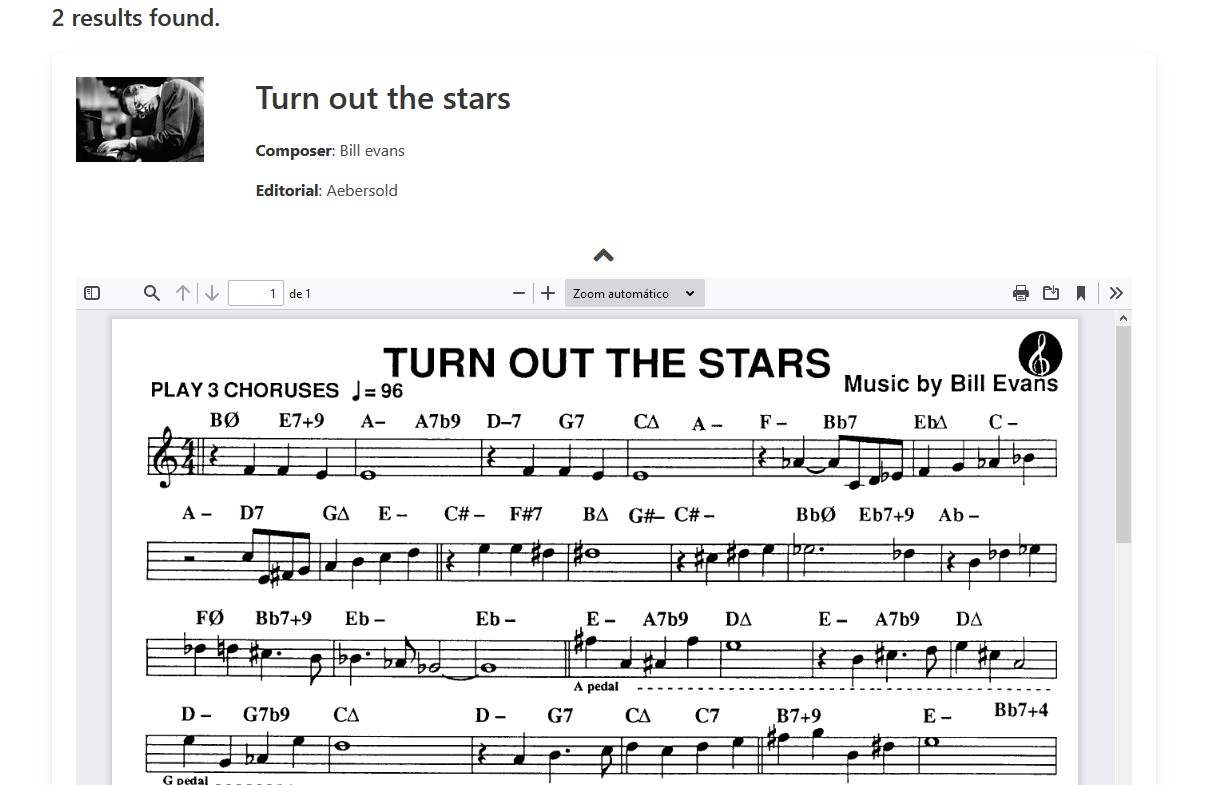 2 results found.
Turn out the stars
Composer: Bill evans
Editorial: Aebersold
1 de 1
Zoom automático
TURN OUT THE STARS
PLAY 3 CHORUSES ♩= 96
Music by Bill Evans
BØ E7+9 A– A7b9 D–7 G7 CΔ A – F – Bb7 EbΔ C –
A – D7 GΔ E – C# – F#7 BΔ G#– C# – BbØ Eb7+9 Ab –
FØ Bb7+9 Eb – Eb – E – A7b9 DΔ E – A7b9 DΔ
A pedal
D – G7b9 CΔ D – G7 CΔ C7 B7+9 E – Bb7+4
G pedal